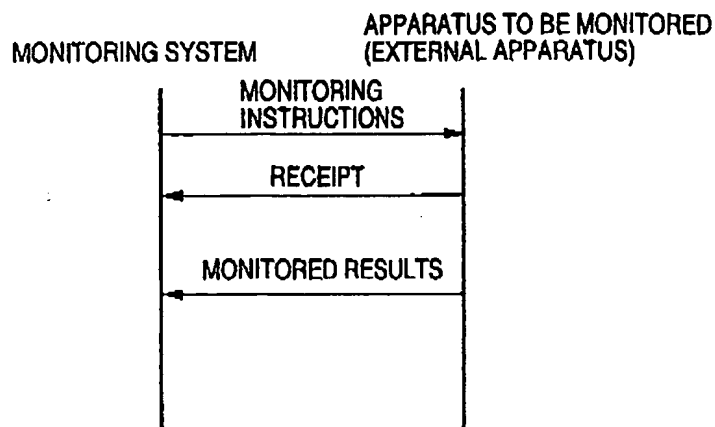 MONITORING SYSTEM
APPARATUS TO BE MONITORED
(EXTERNAL APPARATUS)
MONITORING
INSTRUCTIONS
RECEIPT
MONITORED RESULTS